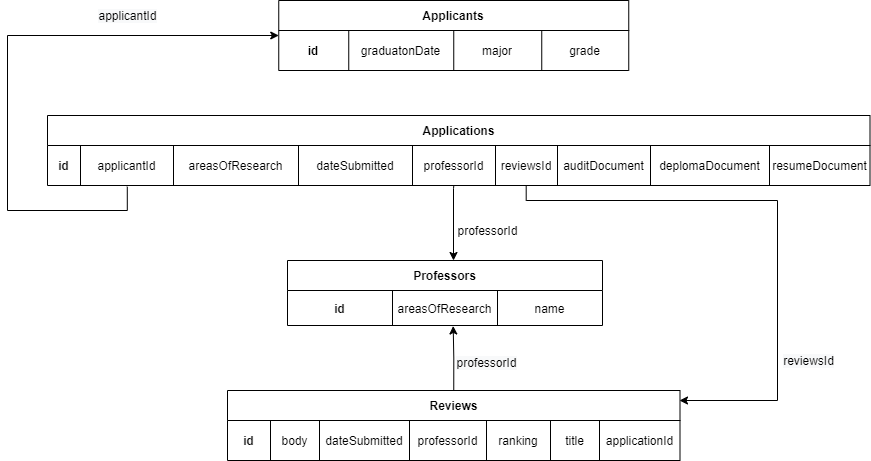 applicantId
Applicants
id graduatonDate major grade
Applications
id applicantId areasOfResearch dateSubmitted professorId reviewsId auditDocument deplomaDocument resumeDocument
professorId
Professors
id areasOfResearch name
professorId
reviewsId
Reviews
id body dateSubmitted professorId ranking title applicationId